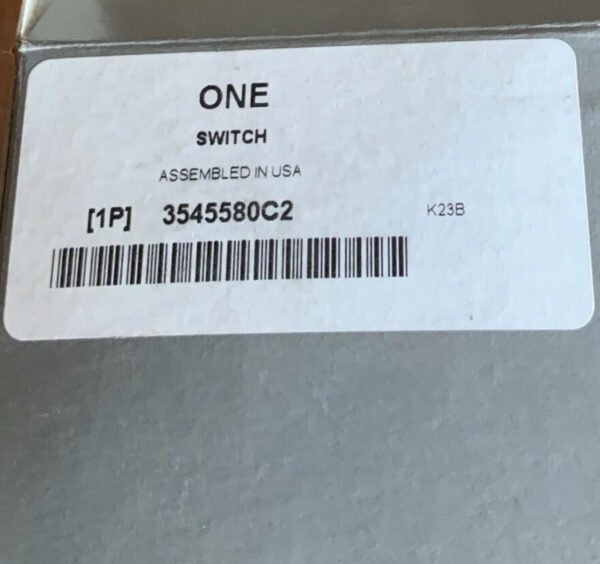 ONE
SWITCH
ASSEMBLED IN USA
[1P] 3545580C2 K23B